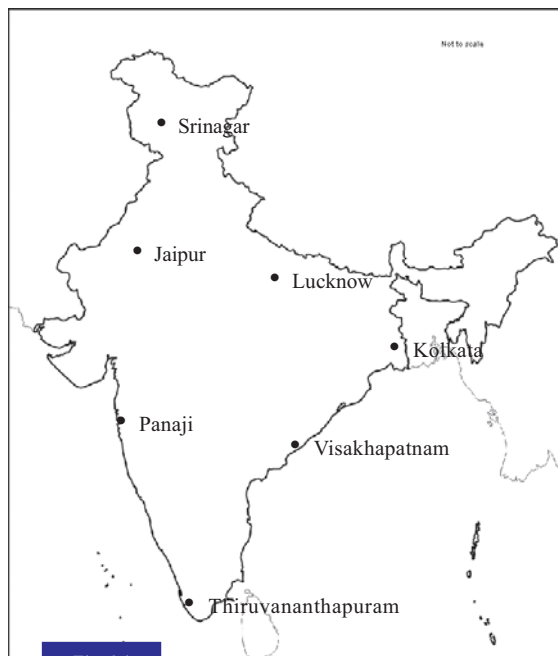 Not to scale
Srinagar
Jaipur
Lucknow
Kolkata
Panaji
Visakhapatnam
Thiruvananthapuram